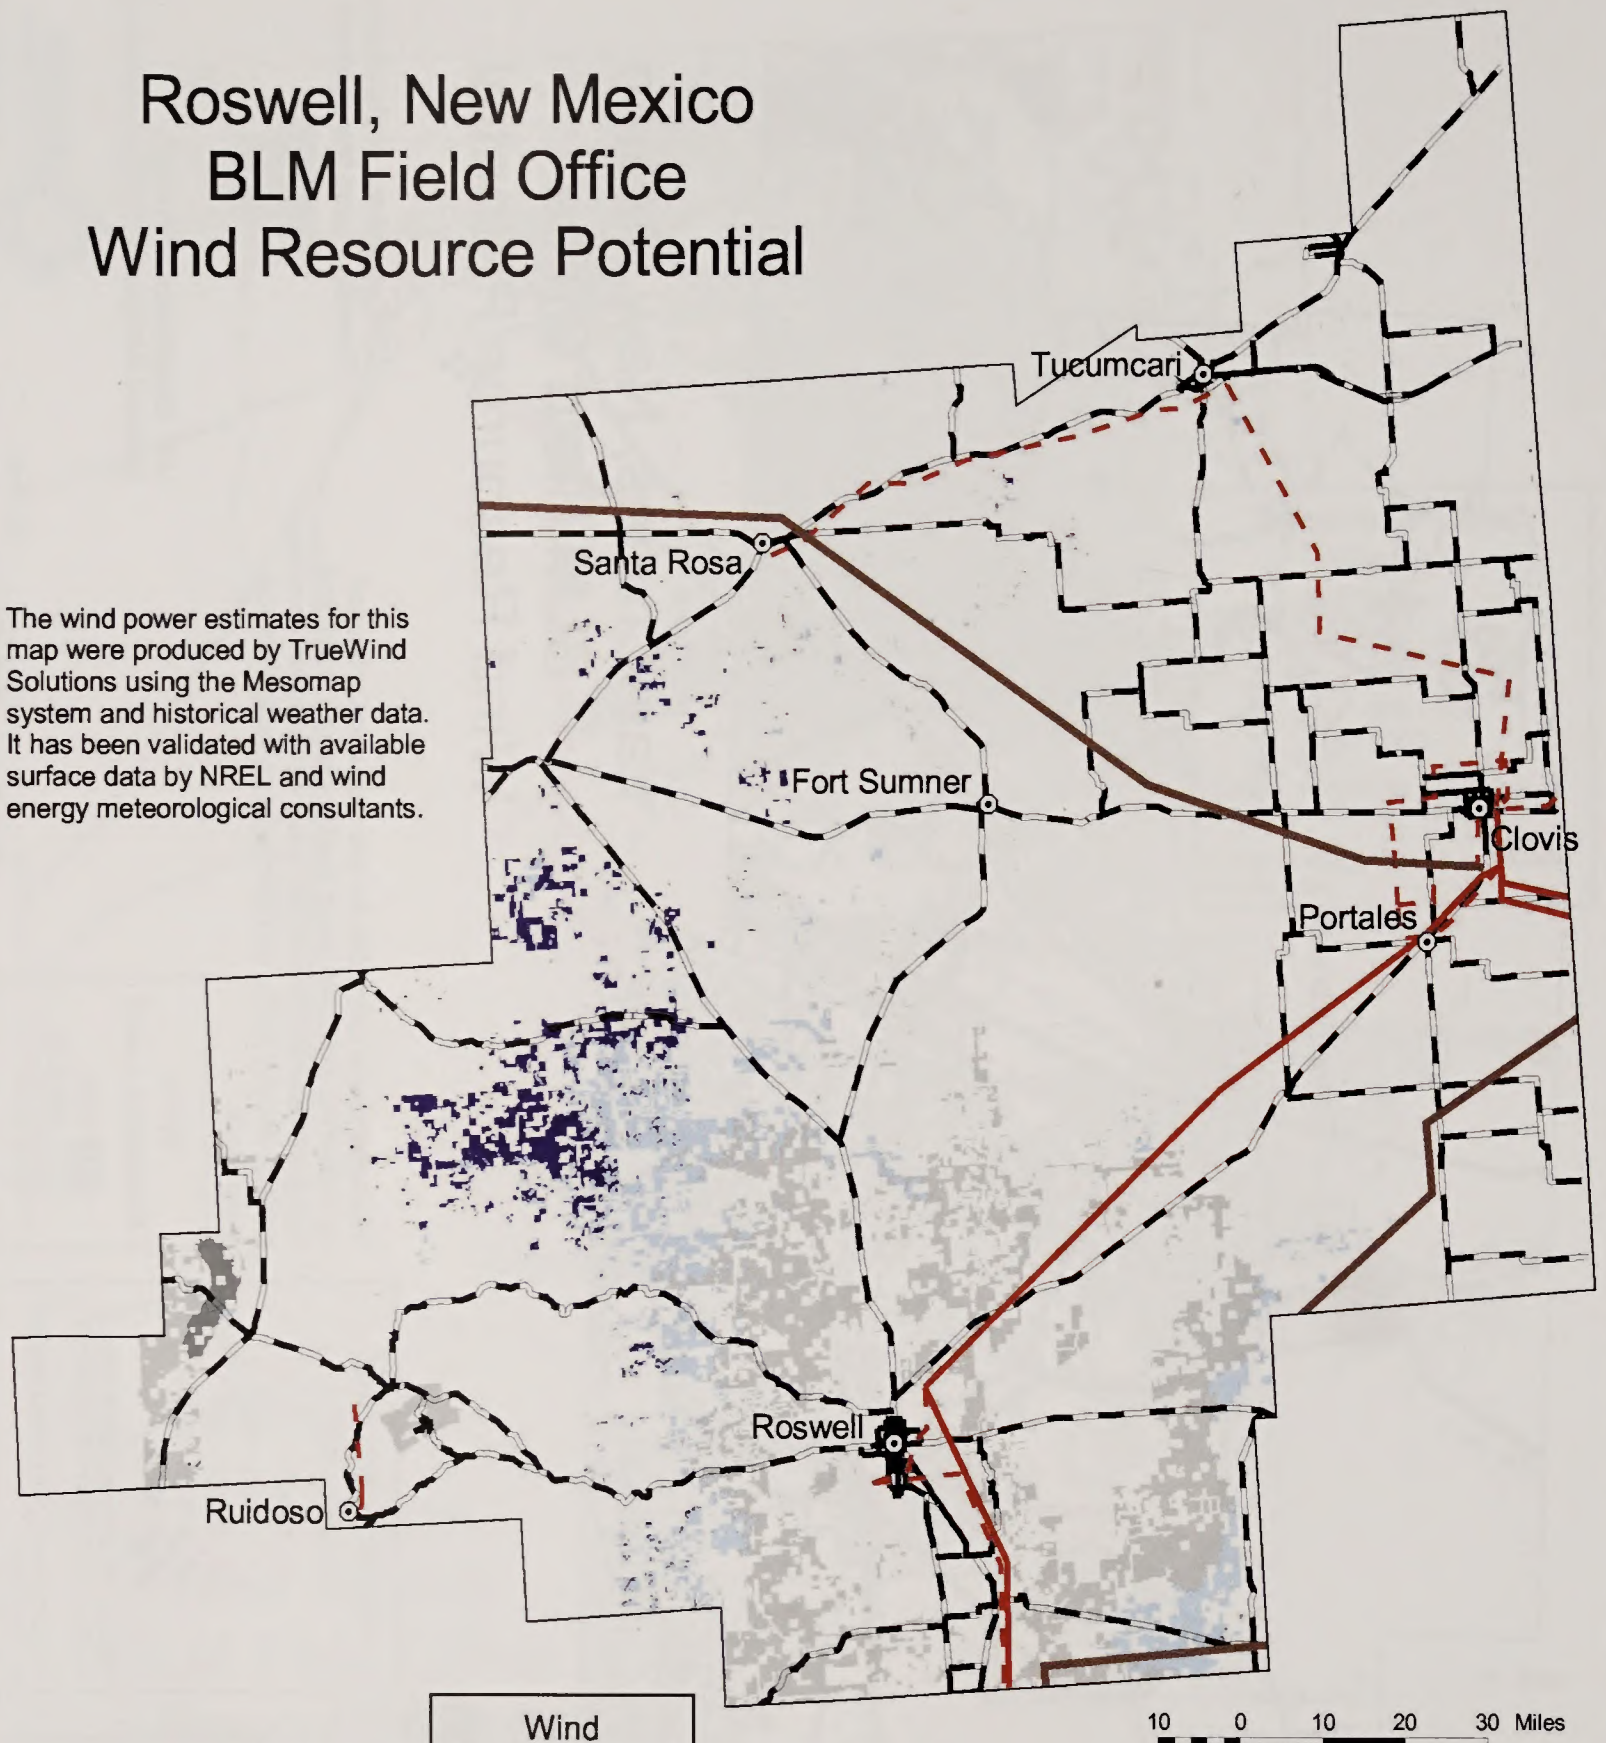 Roswell, New Mexico
BLM Field Office
Wind Resource Potential
Tucumcari
Santa Rosa
The wind power estimates for this
map were produced by TrueWind
Solutions using the Mesomap
system and historical weather data.
It has been validated with available
surface data by NREL and wind
energy meteorological consultants.
Fort Sumner
Clovis
Portales
Roswell
Ruidoso
Wind
10 0 10 20 30 Miles